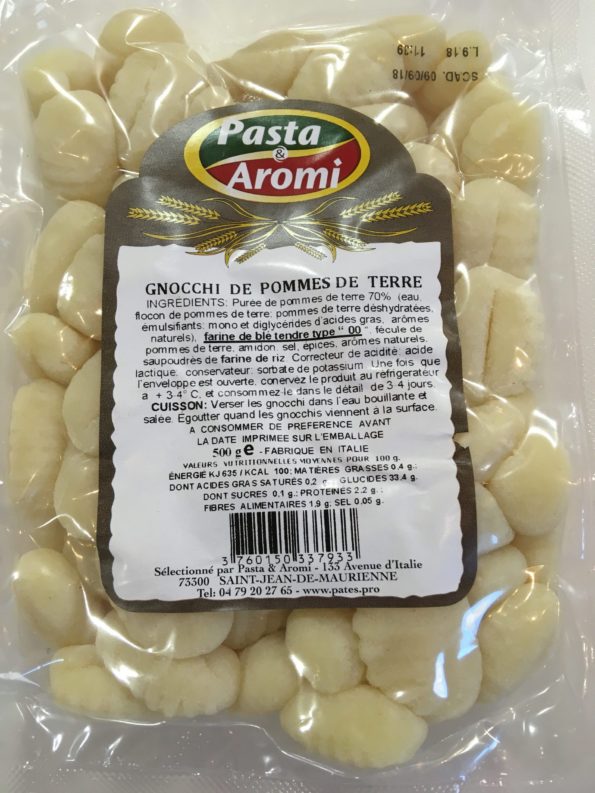 L.9.18 11:39
SCAD. 09/09/18
Pasta
&
Aromi
GNOCCHI DE POMMES DE TERRE
INGRÉDIENTS: Purée de pommes de terre 70% (eau,
flocon de pommes de terre: pommes de terre déshydratées,
émulsifiants: mono et diglycérides d'acides gras, arômes
naturels), farine de blé tendre type " 00 ", fécule de
pommes de terre, amidon, sel, épices, arômes naturels,
saupoudrés de farine de riz. Correcteur de acidité: acide
lactique; conservateur: sorbate de potassium. Une fois que
l'enveloppe est ouverte, conervez le produit au réfrigérateur
a + 3-4° C, et consommez-le dans le détail de 3-4 jours.
CUISSON: Verser les gnocchi dans l'eau bouillante et
salée. Égoutter quand les gnocchis viennent à la surface.
A CONSOMMER DE PREFERENCE AVANT
LA DATE IMPRIMEE SUR L'EMBALLAGE
500 g e - FABRIQUE EN ITALIE
VALEURS NUTRITIONNELLES MOYENNES POUR 100 g.
ÉNERGIE KJ 635 / KCAL 100: MATIÈRES GRASSES 0,4 g.;
DONT ACIDES GRAS SATURÉS 0,2 g.; GLUCIDES 33,4 g.
DONT SUCRES 0,1 g.; PROTEINES 2,2 g.;
FIBRES ALIMENTAIRES 1,9 g. SEL 0,05 g.
3 760150 337933
Sélectionné par Pasta & Aromi - 133 Avenue d'Italie
73300 SAINT-JEAN-DE-MAURIENNE
Tel: 04 79 20 27 65 - www.pates.pro